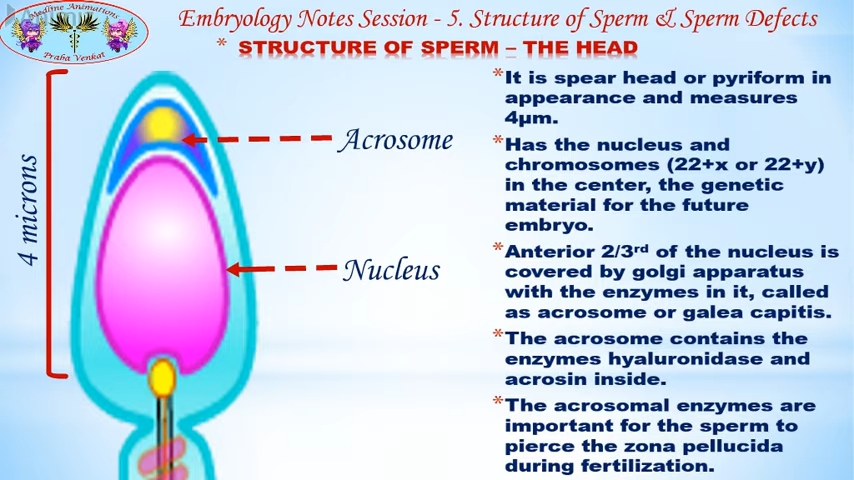 Medline Animations
Praba Venkat
Embryology Notes Session - 5. Structure of Sperm & Sperm Defects
* STRUCTURE OF SPERM – THE HEAD
4 microns
Acrosome
Nucleus
*It is spear head or pyriform in
appearance and measures
4µm.
*Has the nucleus and
chromosomes (22+x or 22+y)
in the center, the genetic
material for the future
embryo.
*Anterior 2/3rd of the nucleus is
covered by golgi apparatus
with the enzymes in it, called
as acrosome or galea capitis.
*The acrosome contains the
enzymes hyaluronidase and
acrosin inside.
*The acrosomal enzymes are
important for the sperm to
pierce the zona pellucida
during fertilization.